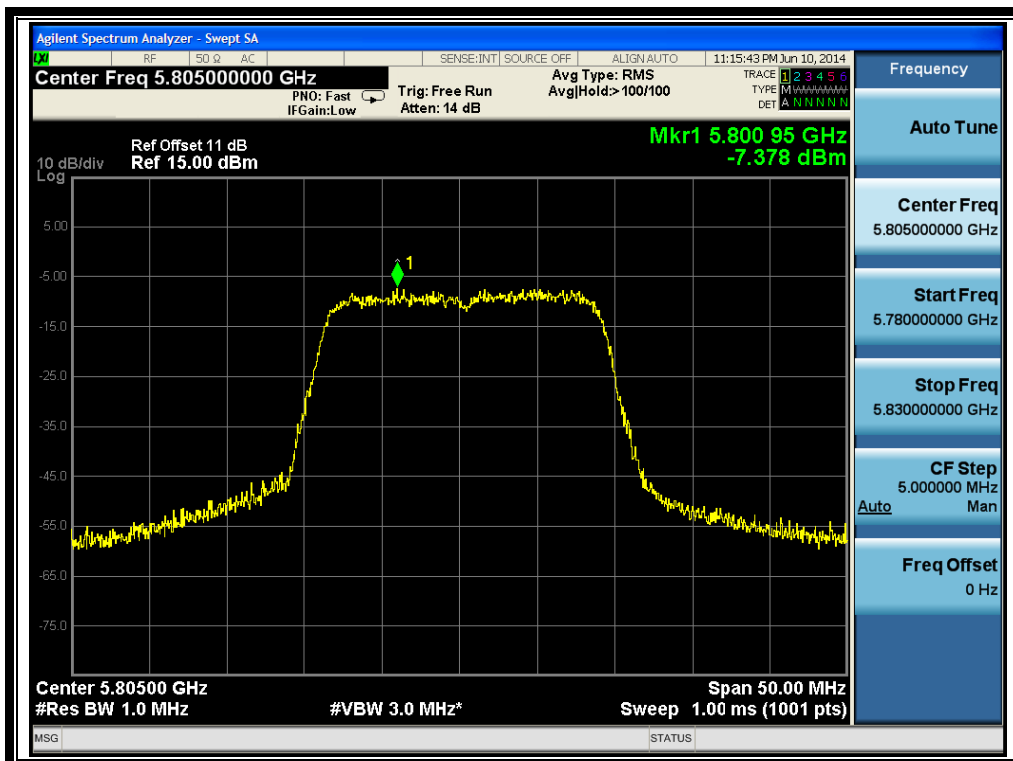 Agilent Spectrum Analyzer - Swept SA
LXI RF 50 Ω AC SENSE:INT SOURCE OFF ALIGN AUTO 11:15:43 PM Jun 10, 2014
Center Freq 5.805000000 GHz
PNO: Fast
IFGain:Low
Trig: Free Run
Atten: 14 dB
Avg Type: RMS
Avg|Hold:>100/100
TRACE 1 2 3 4 5 6
TYPE M WWWWW
DET A N N N N N
Frequency
Auto Tune
Center Freq
5.805000000 GHz
Start Freq
5.780000000 GHz
Stop Freq
5.830000000 GHz
CF Step
5.000000 MHz
Auto Man
Freq Offset
0 Hz
Mkr1 5.800 95 GHz
-7.378 dBm
Ref Offset 11 dB
10 dB/div Ref 15.00 dBm
Log
5.00
-5.00
-15.0
-25.0
-35.0
-45.0
-55.0
-65.0
-75.0
1
Center 5.80500 GHz Span 50.00 MHz
#Res BW 1.0 MHz #VBW 3.0 MHz* Sweep 1.00 ms (1001 pts)
MSG STATUS